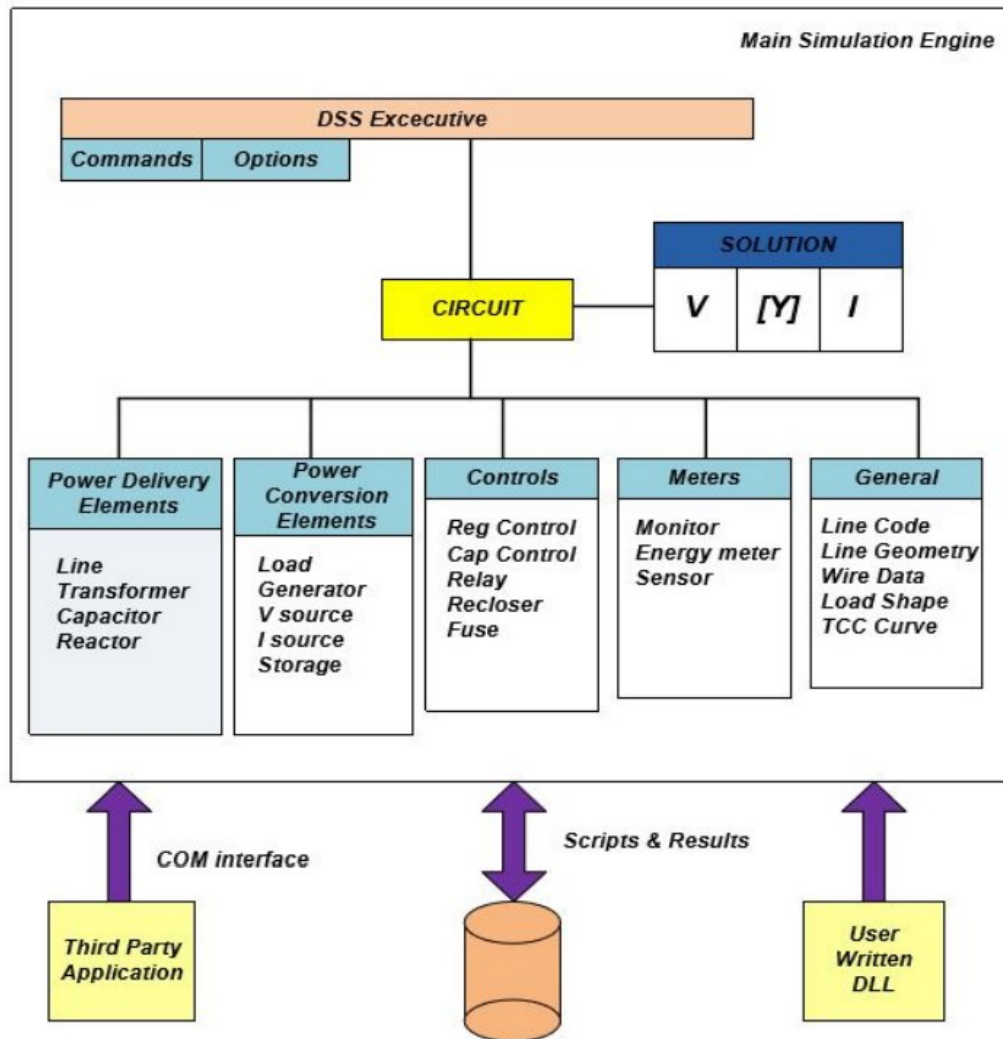 Main Simulation Engine
DSS Excecutive
Commands
Options
SOLUTION
V
[Y]
I
CIRCUIT
Power Delivery
Elements
Line
Transformer
Capacitor
Reactor
Power
Conversion
Elements
Load
Generator
V source
I source
Storage
Controls
Reg Control
Cap Control
Relay
Recloser
Fuse
Meters
Monitor
Energy meter
Sensor
General
Line Code
Line Geometry
Wire Data
Load Shape
TCC Curve
COM interface
Scripts & Results
Third Party
Application
User
Written
DLL